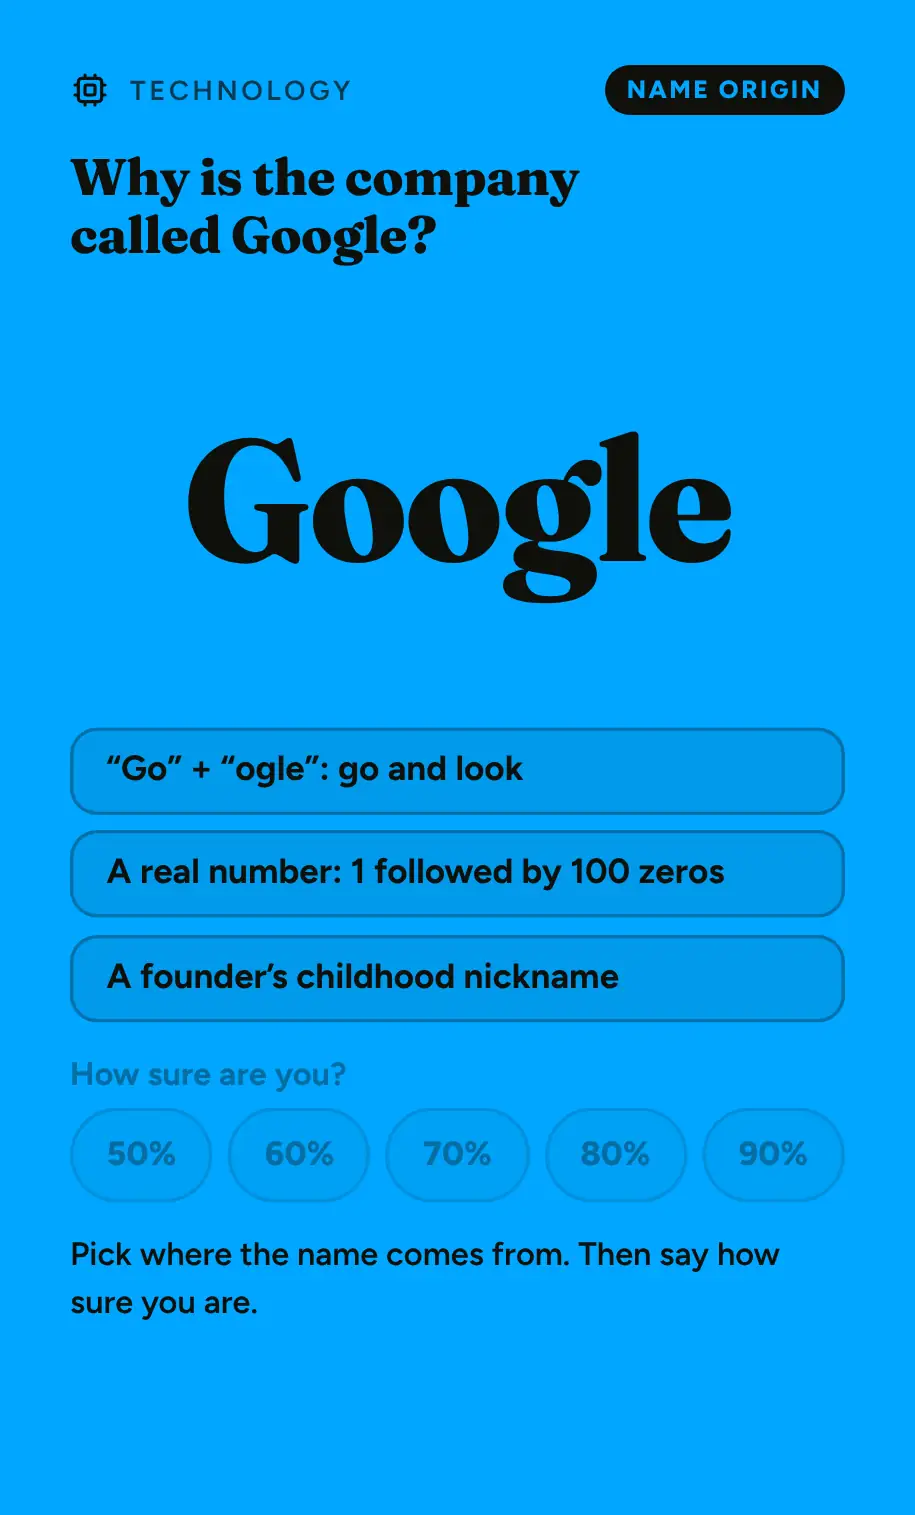 TECHNOLOGY
NAME ORIGIN
Why is the company
called Google?
Google
“Go” + “ogle”: go and look
A real number: 1 followed by 100 zeros
A founder’s childhood nickname
How sure are you?
50% 60% 70% 80% 90%
Pick where the name comes from. Then say how
sure you are.